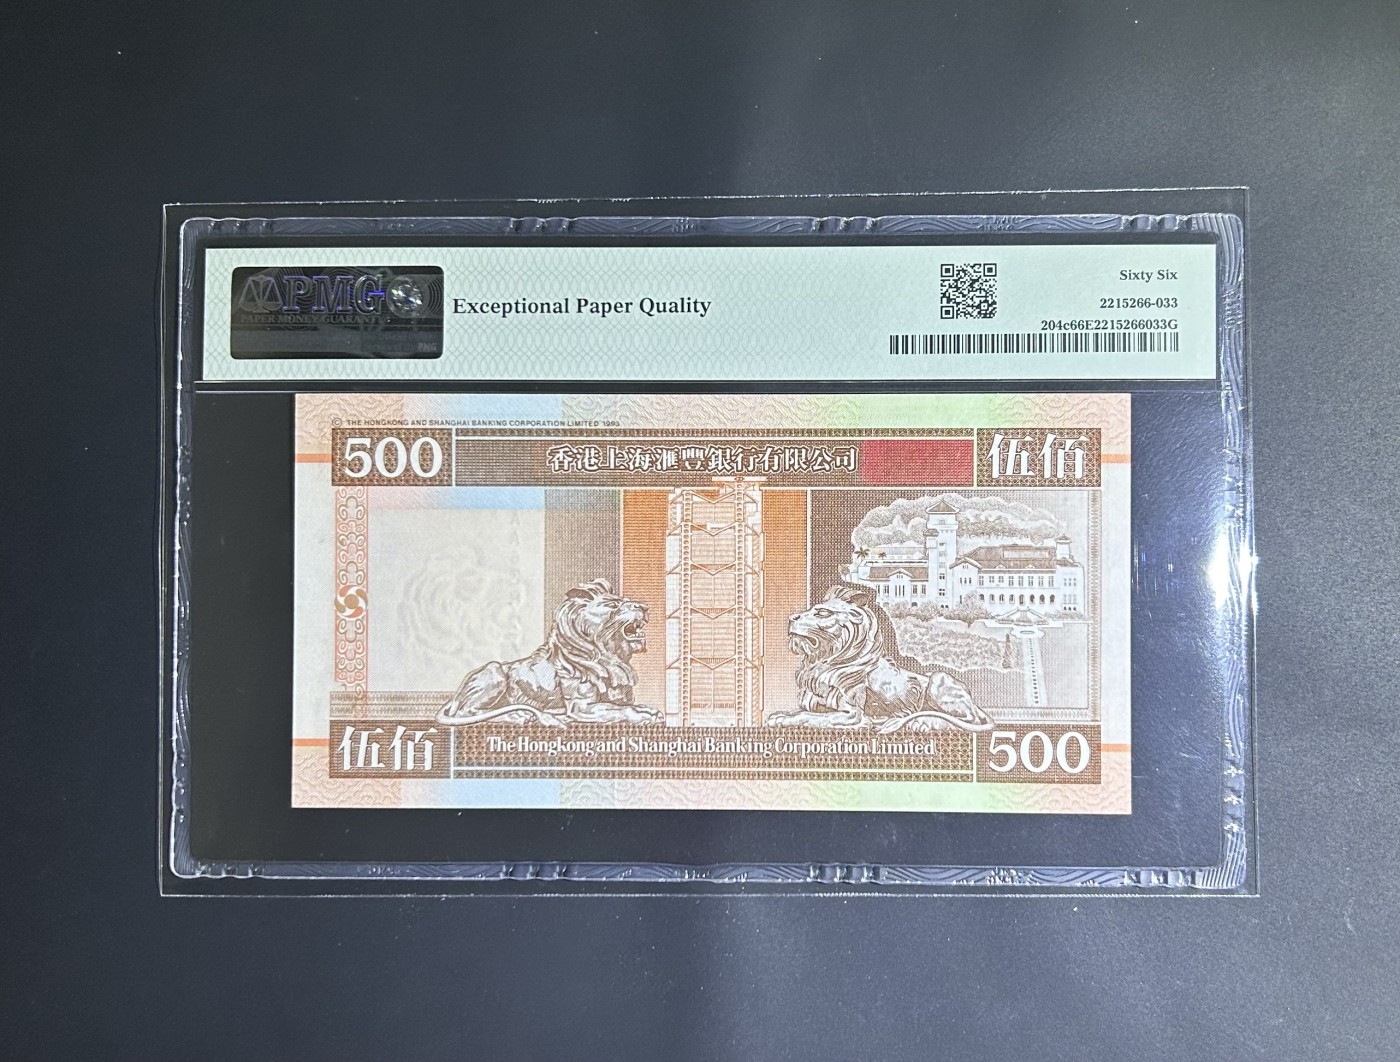 PMG
PAPER MONEY GUARANTY
Exceptional Paper Quality
Sixty Six
2215266-033
204c66E2215266033G
© THE HONGKONG AND SHANGHAI BANKING CORPORATION LIMITED 1993
500
香港上海滙豐銀行有限公司
伍佰
伍佰
The Hongkong and Shanghai Banking Corporation Limited
500